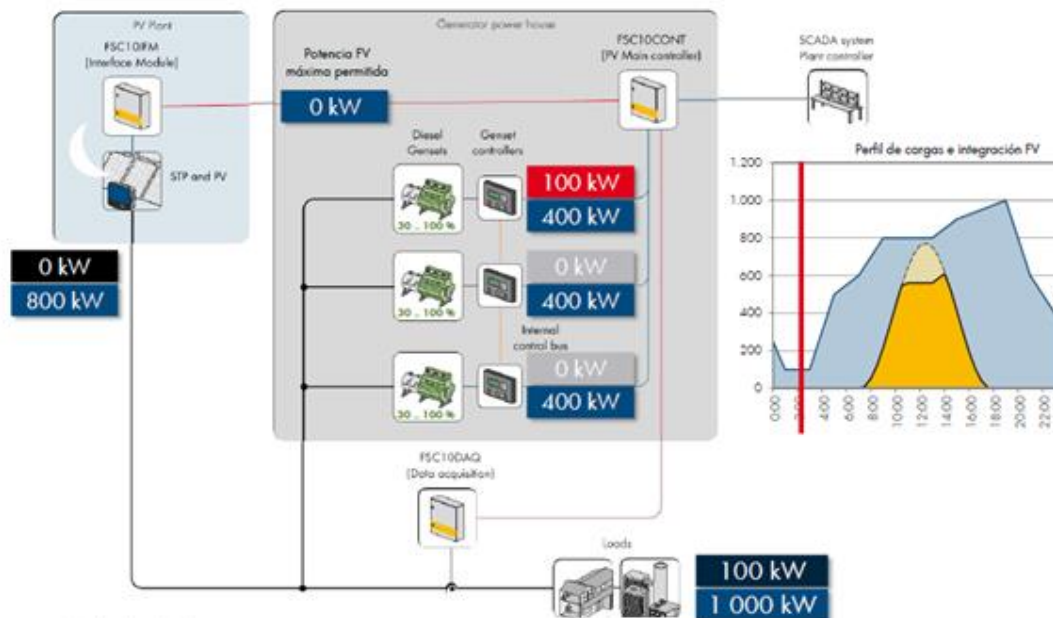 PV Plant
FSC10IFM
(Interface Module)
STP and PV
0 kW
800 kW
Generator power house
Potencia FV
máxima permitida
0 kW
FSC10CONT
(PV Main controller)
Diesel
Gensets
Genset
controllers
30 .. 100 %
100 kW
400 kW
30 .. 100 %
0 kW
400 kW
Internal
control bus
30 .. 100 %
0 kW
400 kW
SCADA system
Plant controller
Perfil de cargas e integración FV
1.200
1.000
800
600
400
200
0
0:00
2:00
4:00
6:00
8:00
10:00
12:00
14:00
16:00
18:00
20:00
22:00
FSC10DAQ
(Data acquisition)
Loads
100 kW
1 000 kW